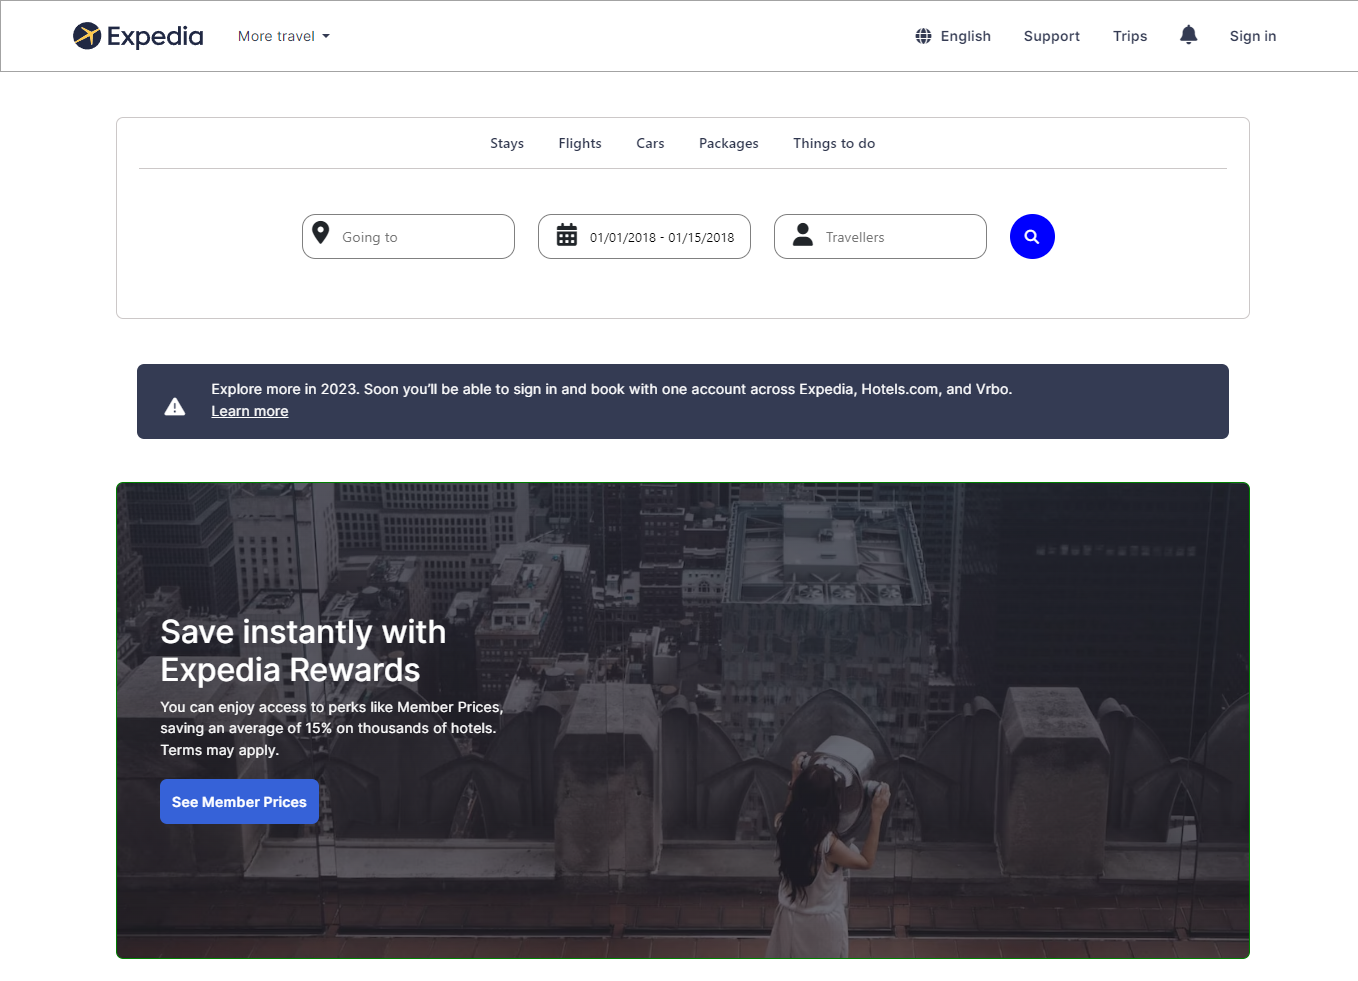 Expedia More travel English Support Trips Sign in
Stays Flights Cars Packages Things to do
Going to 01/01/2018 - 01/15/2018 Travellers
Explore more in 2023. Soon you'll be able to sign in and book with one account across Expedia, Hotels.com, and Vrbo.
Learn more
Save instantly with
Expedia Rewards
You can enjoy access to perks like Member Prices,
saving an average of 15% on thousands of hotels.
Terms may apply.
See Member Prices